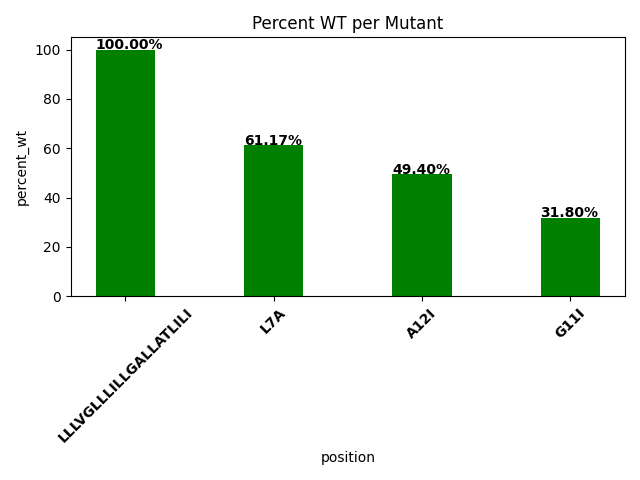 Percent WT per Mutant
percent_wt
100
80
60
40
20
0
100.00%
61.17%
49.40%
31.80%
LLLVGLLLILLGALLATLILI
L7A
A12I
G11I
position